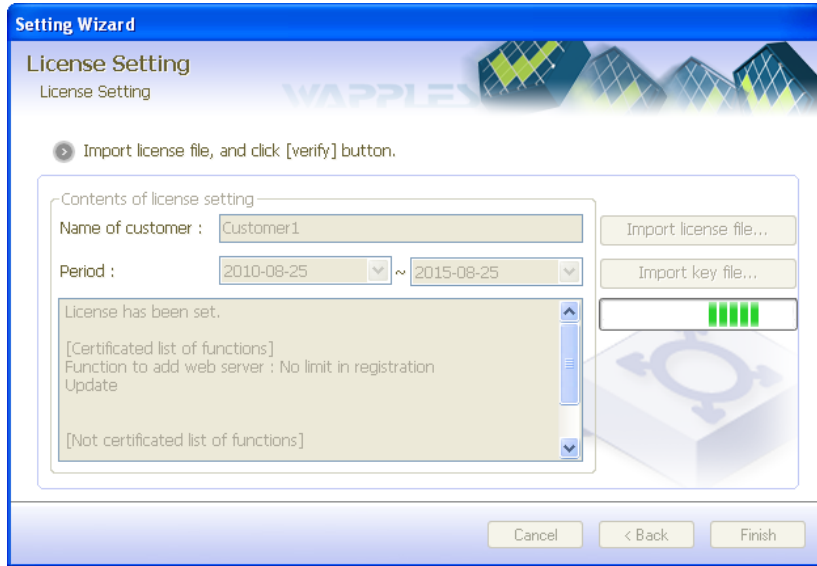 Setting Wizard
License Setting
License Setting
WAPPLES
Import license file, and click [verify] button.
Contents of license setting
Name of customer : Customer1 Import license file...
Period : 2010-08-25 ~ 2015-08-25 Import key file...
License has been set.
[Certificated list of functions]
Function to add web server : No limit in registration
Update
[Not certificated list of functions]
Cancel < Back Finish